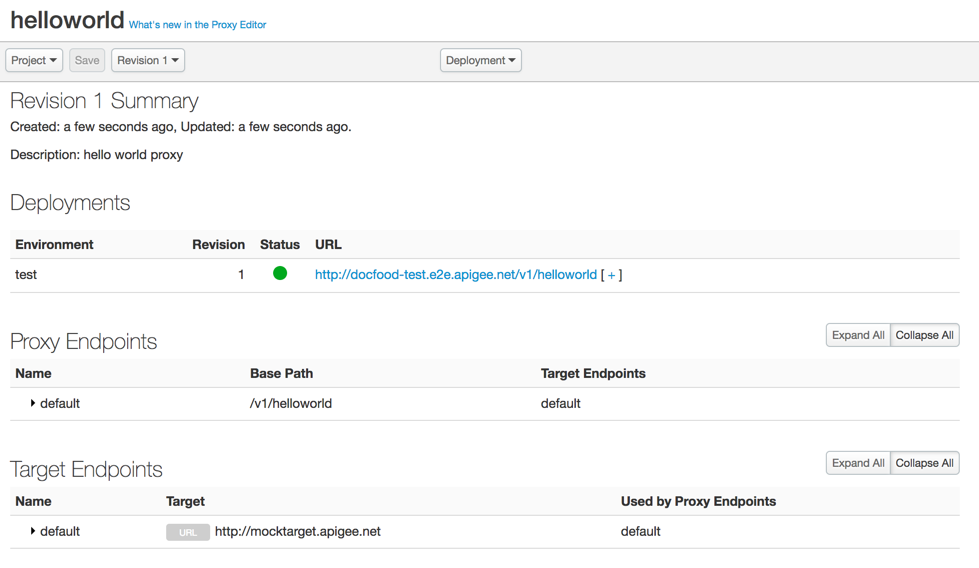 helloworld What's new in the Proxy Editor
Project Save Revision 1 Deployment
Revision 1 Summary
Created: a few seconds ago, Updated: a few seconds ago.
Description: hello world proxy
Deployments
Environment Revision Status URL
test 1 http://docfood-test.e2e.apigee.net/v1/helloworld [ + ]
Proxy Endpoints Expand All Collapse All
Name Base Path Target Endpoints
default /v1/helloworld default
Target Endpoints Expand All Collapse All
Name Target Used by Proxy Endpoints
default URL http://mocktarget.apigee.net default